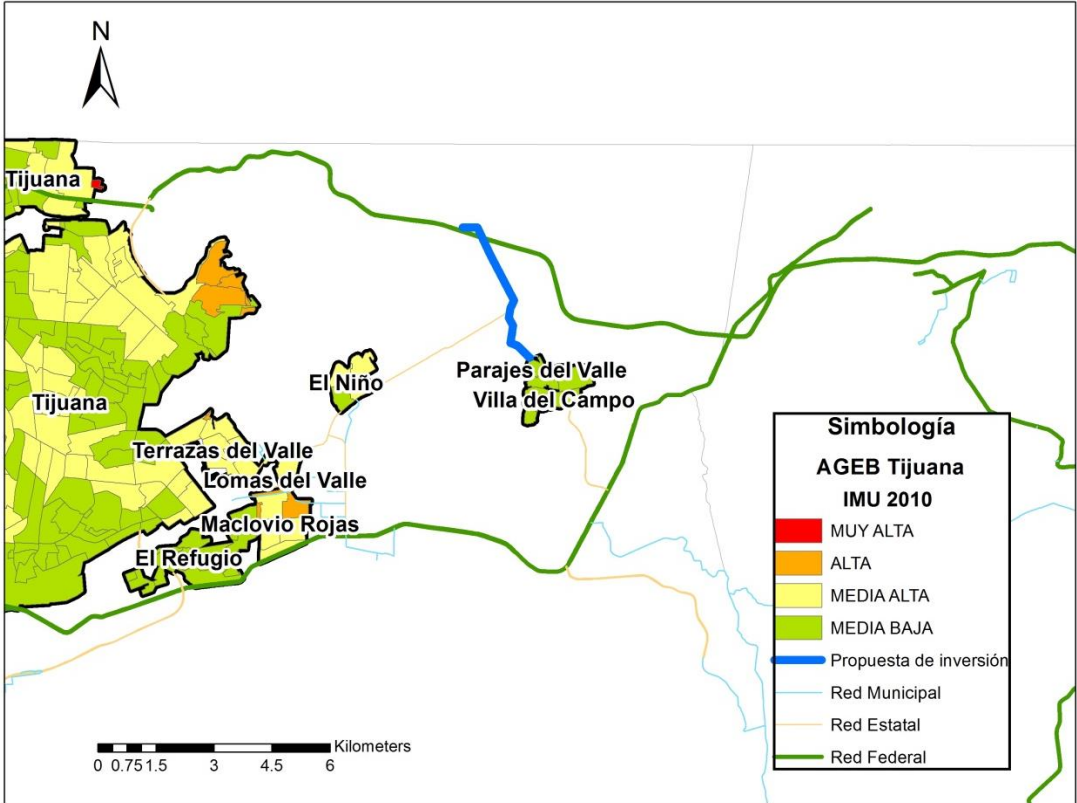 N
Tijuana
Tijuana
El Niño
Parajes del Valle
Villa del Campo
Terrazas del Valle
Lomas del Valle
Maclovio Rojas
El Refugio
Simbología
AGEB Tijuana
IMU 2010
MUY ALTA
ALTA
MEDIA ALTA
MEDIA BAJA
Propuesta de inversión
Red Municipal
Red Estatal
Red Federal
Kilometers
0 0.75 1.5 3 4.5 6